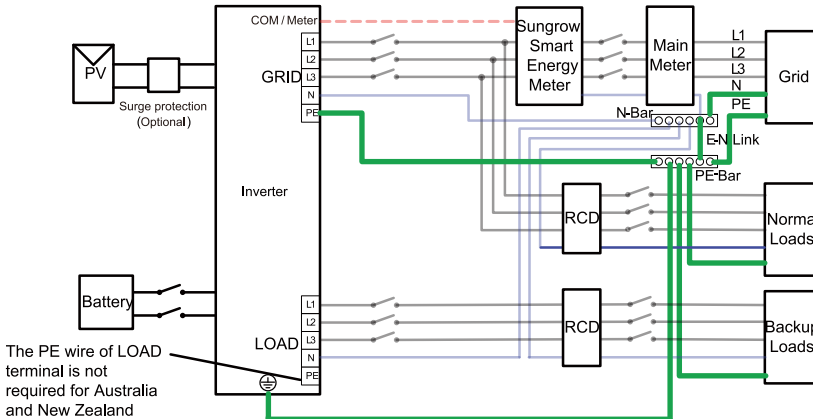 COM / Meter
Sungrow
Smart
Energy
Meter
Main
Meter
L1
L2
L3
N
PE
Grid
PV
Surge protection
(Optional)
GRID
L1
L2
L3
N
PE
N-Bar
E-N Link
PE-Bar
Inverter
RCD
Norma
Loads
Battery
LOAD
L1
L2
L3
N
PE
RCD
Backup
Loads
The PE wire of LOAD
terminal is not
required for Australia
and New Zealand